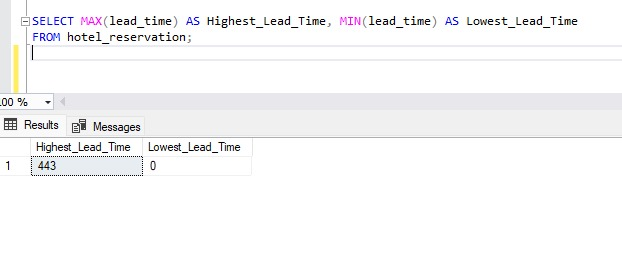 SELECT MAX(lead_time) AS Highest_Lead_Time, MIN(lead_time) AS Lowest_Lead_Time
FROM hotel_reservation;
00 %
Results Messages
Highest_Lead_Time Lowest_Lead_Time
1 443 0